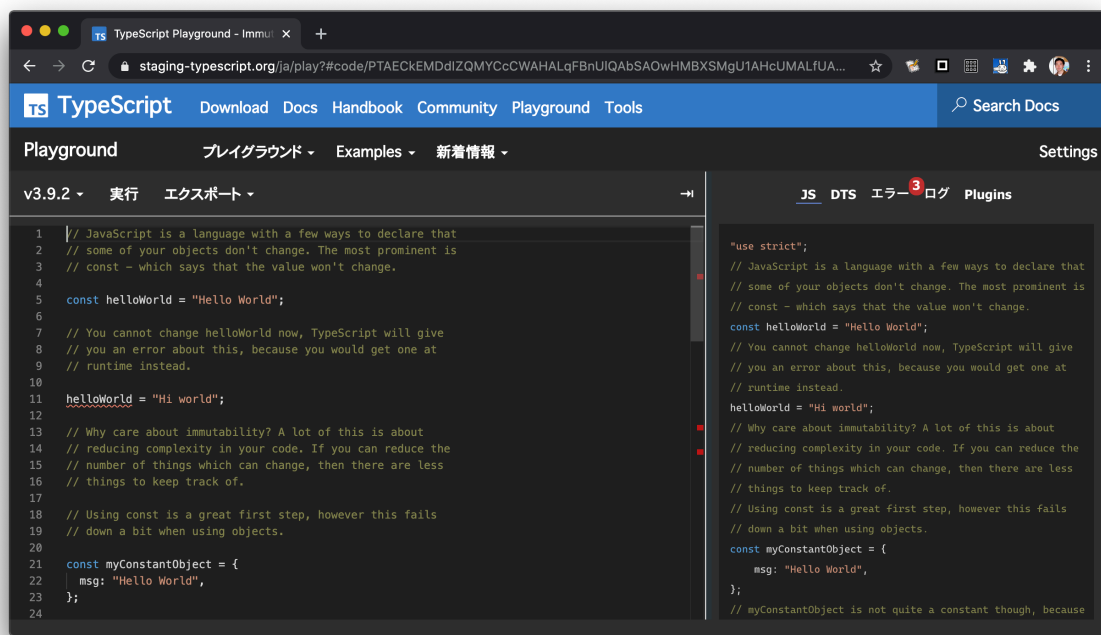 TS TypeScript Playground - Immut × +
staging-typescript.org/ja/play?#code/PTAECkEMDdIZQMYCcCWAHALqFBnUlQAbSAOwHMBXSMgU1AHcUMALfUA...
TS TypeScript Download Docs Handbook Community Playground Tools Search Docs
Playground プレイグラウンド Examples 新着情報 Settings
v3.9.2 実行 エクスポート
JS DTS エラー 3 ログ Plugins
1 // JavaScript is a language with a few ways to declare that
2 // some of your objects don't change. The most prominent is
3 // const - which says that the value won't change.
4
5 const helloWorld = "Hello World";
6
7 // You cannot change helloWorld now, TypeScript will give
8 // you an error about this, because you would get one at
9 // runtime instead.
10
11 helloWorld = "Hi world";
12
13 // Why care about immutability? A lot of this is about
14 // reducing complexity in your code. If you can reduce the
15 // number of things which can change, then there are less
16 // things to keep track of.
17
18 // Using const is a great first step, however this fails
19 // down a bit when using objects.
20
21 const myConstantObject = {
22 msg: "Hello World",
23 };
24
"use strict";
// JavaScript is a language with a few ways to declare that
// some of your objects don't change. The most prominent is
// const - which says that the value won't change.
const helloWorld = "Hello World";
// You cannot change helloWorld now, TypeScript will give
// you an error about this, because you would get one at
// runtime instead.
helloWorld = "Hi world";
// Why care about immutability? A lot of this is about
// reducing complexity in your code. If you can reduce the
// number of things which can change, then there are less
// things to keep track of.
// Using const is a great first step, however this fails
// down a bit when using objects.
const myConstantObject = {
msg: "Hello World",
};
// myConstantObject is not quite a constant though, because